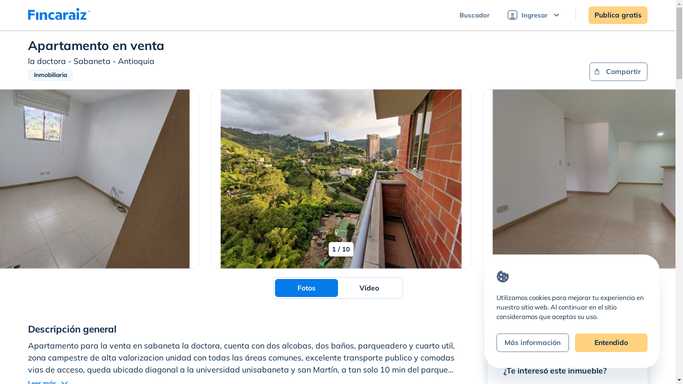 Fincaraiz
Buscador
Ingresar
Publica gratis
Apartamento en venta
la doctora - Sabaneta - Antioquia
Inmobiliaria
Compartir
1 / 10
Fotos
Video
Utilizamos cookies para mejorar tu experiencia en
nuestro sitio web. Al continuar en el sitio
consideramos que aceptas su uso.
Más información
Entendido
Descripción general
Apartamento para la venta en sabaneta la doctora, cuenta con dos alcobas, dos baños, parqueadero y cuarto util,
zona campestre de alta valorizacion unidad con todas las áreas comunes, excelente transporte publico y comodas
vias de acceso, queda ubicado diagonal a la universidad unisabaneta y san Martín, a tan solo 10 min del parque...
Leer más
¿Te interesó este inmueble?